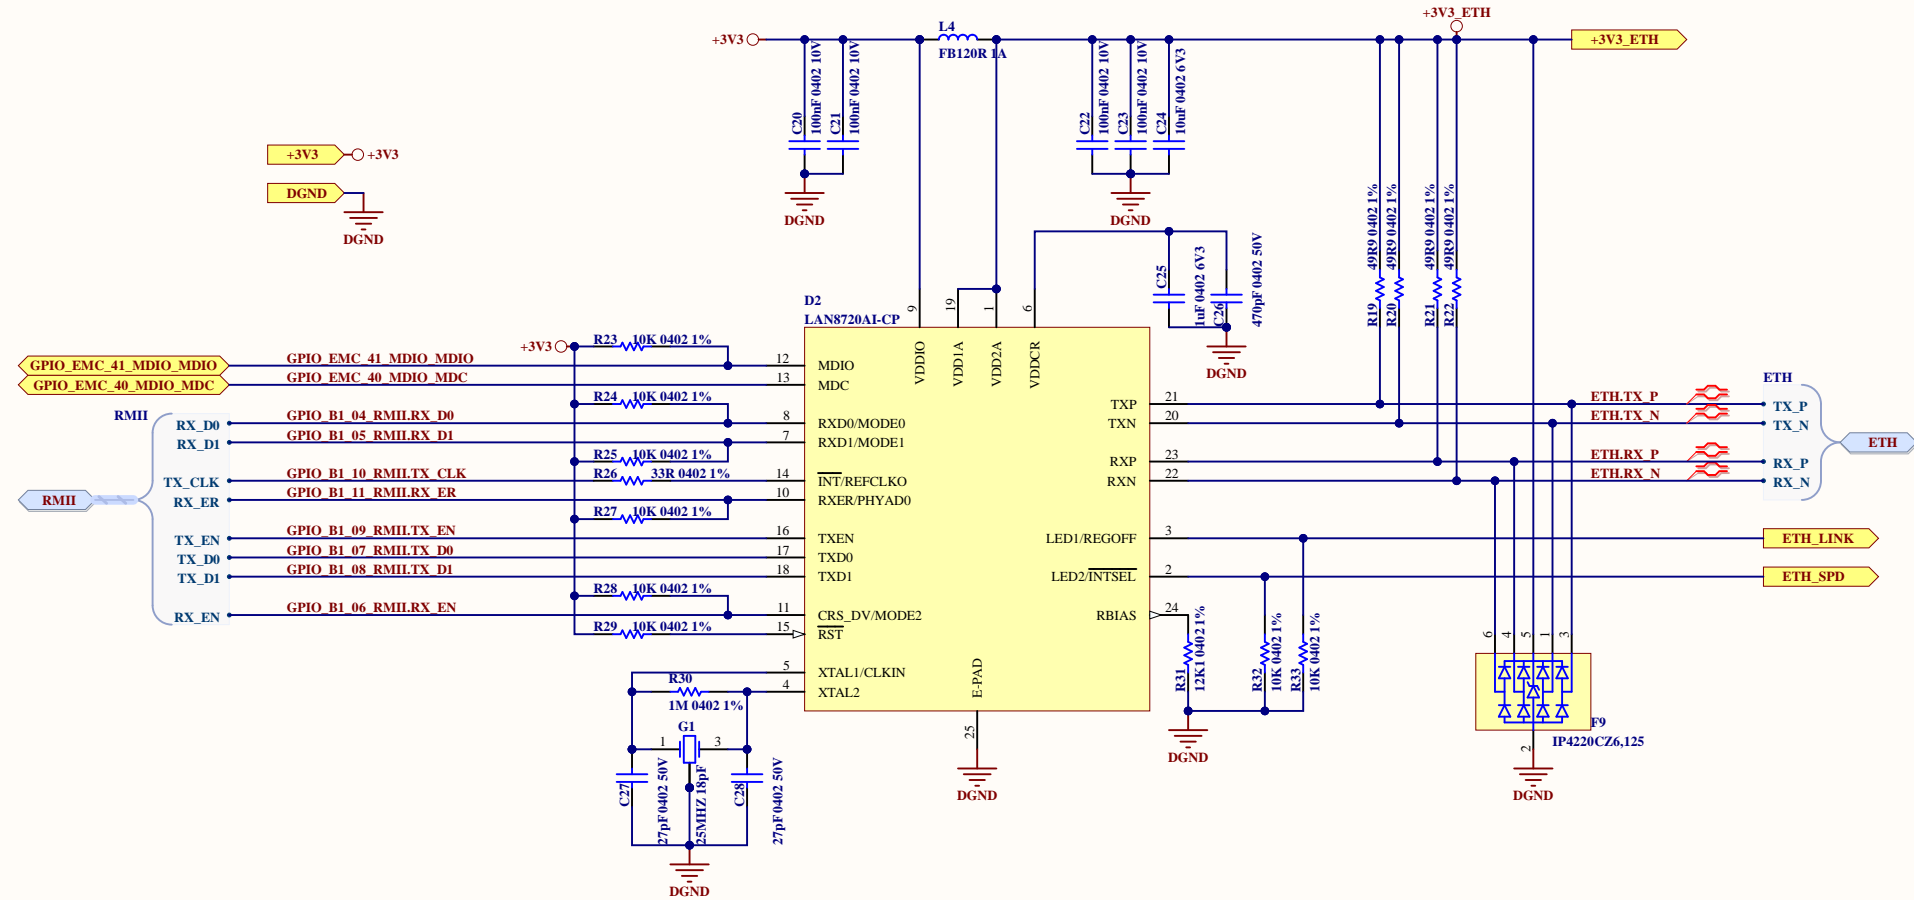 +3V3_ETH
+3V3
L4
FB120R 1A
+3V3_ETH
C20
100nF 0402 10V
C21
100nF 0402 10V
C22
100nF 0402 10V
C23
100nF 0402 10V
C24
10uF 0402 6V3
+3V3
+3V3
DGND
DGND
DGND
DGND
R19
49R9 0402 1%
R20
49R9 0402 1%
R21
49R9 0402 1%
R22
49R9 0402 1%
C25
1uF 0402 6V3
C26
470pF 0402 50V
DGND
D2
LAN8720AI-CP
9
19
1
6
VDDIO
VDD1A
VDD2A
VDDCR
+3V3
R23
10K 0402 1%
GPIO_EMC_41_MDIO_MDIO
GPIO_EMC_41_MDIO_MDIO
12
MDIO
GPIO_EMC_40_MDIO_MDC
GPIO_EMC_40_MDIO_MDC
13
MDC
R24
10K 0402 1%
RMII
RX_D0
GPIO_B1_04_RMII.RX_D0
8
RXD0/MODE0
RX_D1
GPIO_B1_05_RMII.RX_D1
7
RXD1/MODE1
R25
10K 0402 1%
TX_CLK
GPIO_B1_10_RMII.TX_CLK
R26
33R 0402 1%
14
INT/REFCLKO
RMII
RX_ER
GPIO_B1_11_RMII.RX_ER
10
RXER/PHYAD0
R27
10K 0402 1%
TX_EN
GPIO_B1_09_RMII.TX_EN
16
TXEN
TX_D0
GPIO_B1_07_RMII.TX_D0
17
TXD0
TX_D1
GPIO_B1_08_RMII.TX_D1
18
TXD1
R28
10K 0402 1%
RX_EN
GPIO_B1_06_RMII.RX_EN
11
CRS_DV/MODE2
R29
10K 0402 1%
15
RST
5
XTAL1/CLKIN
R30
1M 0402 1%
4
XTAL2
G1
1
3
25MHZ 18pF
C27
27pF 0402 50V
C28
27pF 0402 50V
DGND
E-PAD
25
DGND
TXP
21
ETH.TX_P
TXN
20
ETH.TX_N
RXP
23
ETH.RX_P
RXN
22
ETH.RX_N
ETH
TX_P
TX_N
RX_P
RX_N
ETH
LED1/REGOFF
3
ETH_LINK
LED2/INTSEL
2
ETH_SPD
RBIAS
24
R31
12K1 0402 1%
R32
10K 0402 1%
R33
10K 0402 1%
DGND
6
4
5
1
3
F9
IP4220CZ6,125
2
DGND